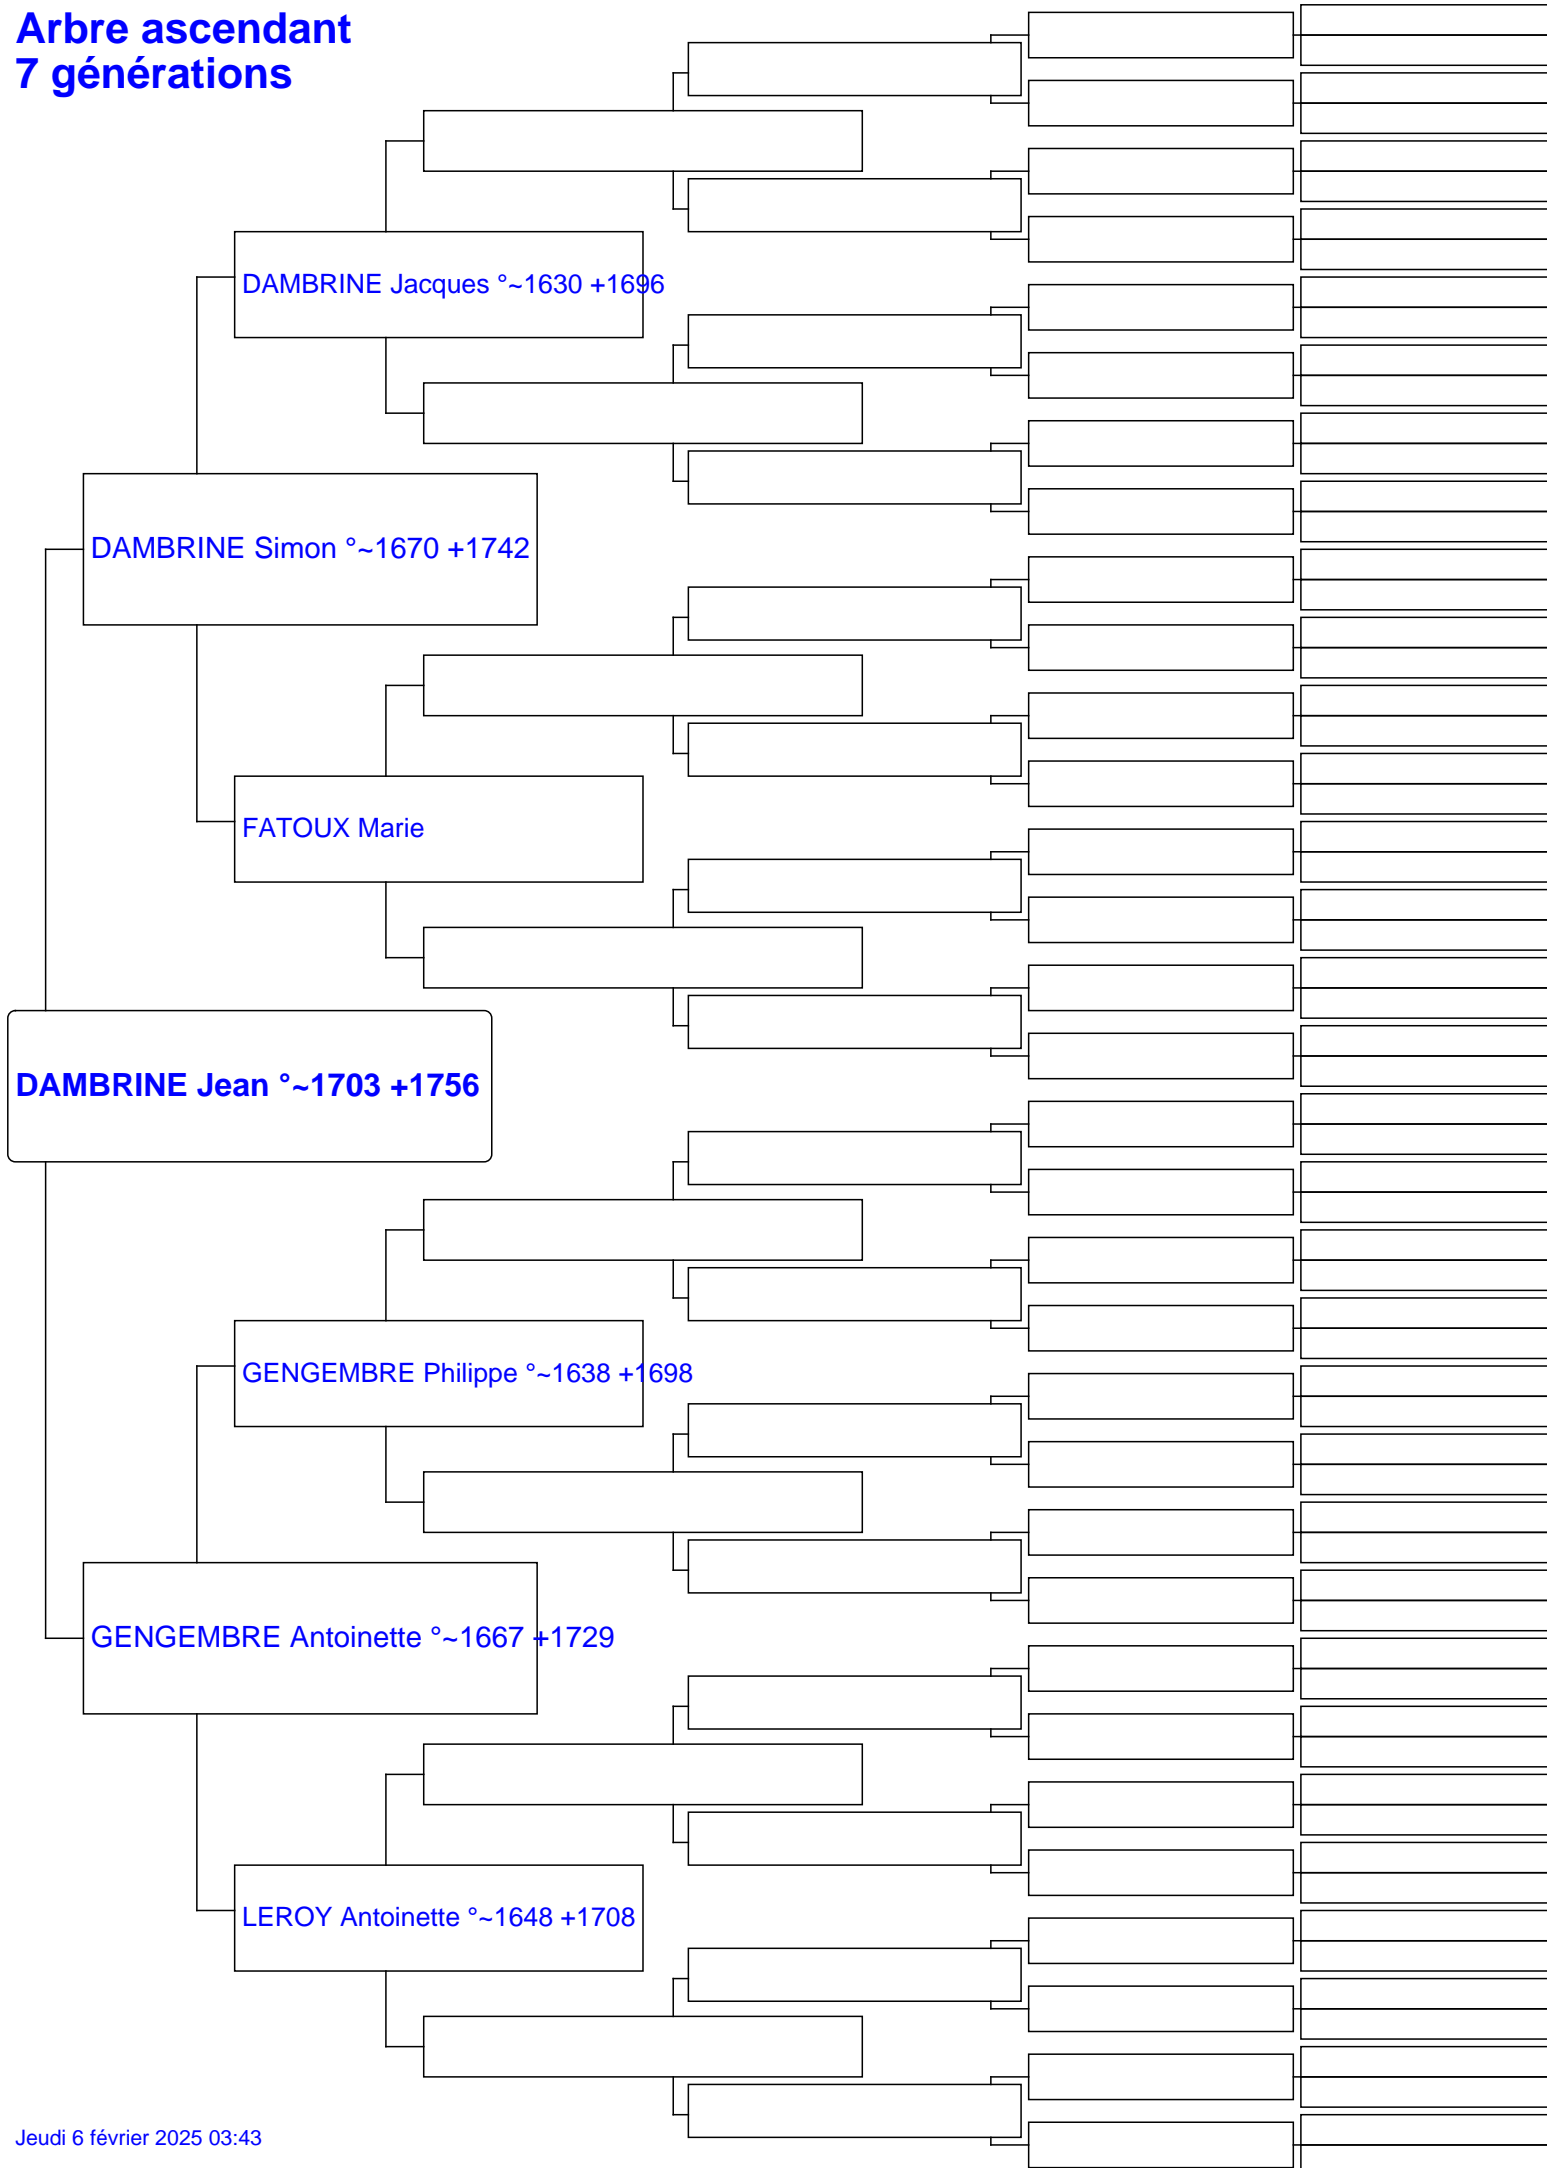 Arbre ascendant
7 générations
DAMBRINE Jacques °~1630 +1696
DAMBRINE Simon °~1670 +1742
FATOUX Marie
DAMBRINE Jean °~1703 +1756
GENGEMBRE Philippe °~1638 +1698
GENGEMBRE Antoinette °~1667 +1729
LEROY Antoinette °~1648 +1708
Jeudi 6 février 2025 03:43